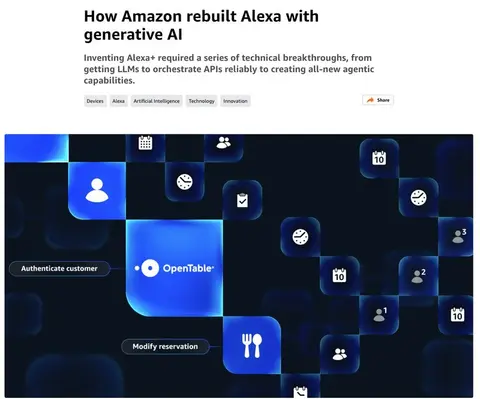 How Amazon rebuilt Alexa with
generative AI
Inventing Alexa+ required a series of technical breakthroughs, from
getting LLMs to orchestrate APIs reliably to creating all-new agentic
capabilities.
Devices Alexa Artificial Intelligence Technology Innovation Share
10
10
3
Authenticate customer OpenTable
2
10
1
10
Modify reservation